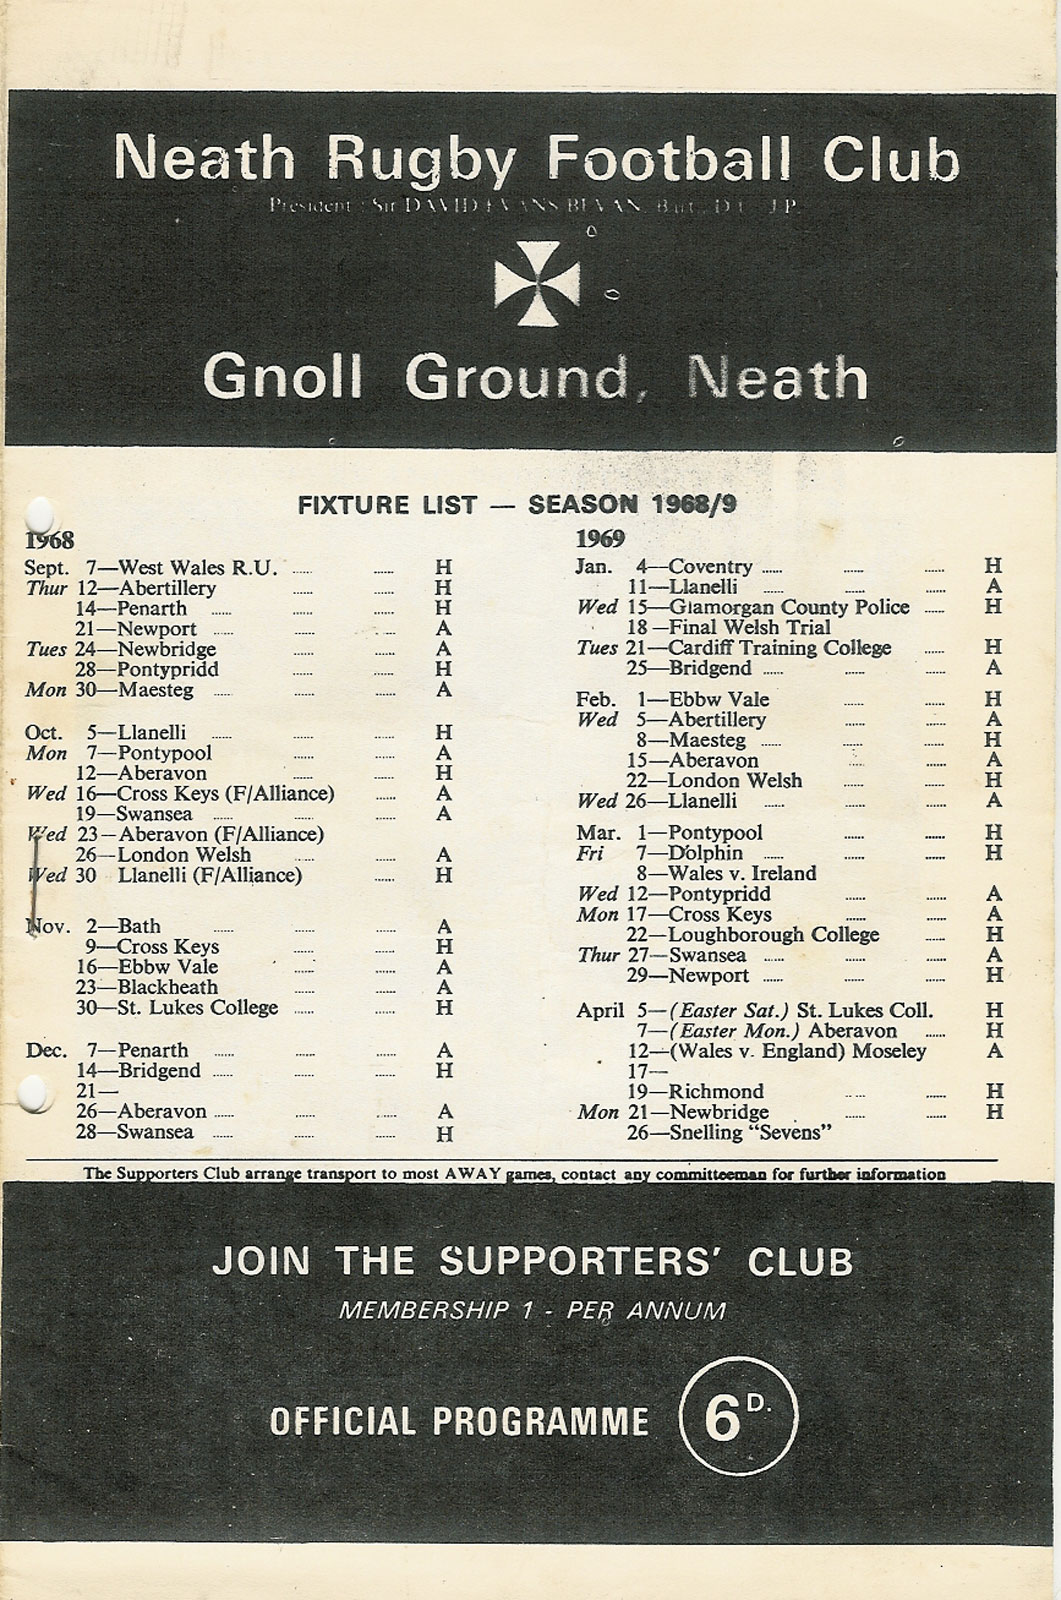 Neath Rugby Football Club
President : Sir DAVID EVANS BEVAN, Bart., D.L., J.P.
Gnoll Ground, Neath
FIXTURE LIST — SEASON 1968/9
1968
Sept. 7—West Wales R.U. ...... ...... H
Thur 12—Abertillery ...... ...... H
14—Penarth ...... ...... ...... H
21—Newport ...... ...... ...... A
Tues 24—Newbridge ...... ...... A
28—Pontypridd ...... ...... H
Mon 30—Maesteg ...... ...... ...... A
Oct. 5—Llanelli ...... ...... ...... H
Mon 7—Pontypool ...... ...... A
12—Aberavon ...... ...... H
Wed 16—Cross Keys (F/Alliance) ...... A
19—Swansea ...... ...... ...... A
Wed 23—Aberavon (F/Alliance)
26—London Welsh ...... ...... A
Wed 30 Llanelli (F/Alliance) ...... H
Nov. 2—Bath ...... ...... ...... A
9—Cross Keys ...... ...... H
16—Ebbw Vale ...... ...... A
23—Blackheath ...... ...... A
30—St. Lukes College ...... ...... H
Dec. 7—Penarth ...... ...... ...... A
14—Bridgend ...... ...... ...... H
21—
26—Aberavon ...... ...... ...... A
28—Swansea ...... ...... ...... H
1969
Jan. 4—Coventry ...... ...... ...... H
11—Llanelli ...... ...... ...... A
Wed 15—Glamorgan County Police ...... H
18—Final Welsh Trial
Tues 21—Cardiff Training College ...... H
25—Bridgend ...... ...... ...... A
Feb. 1—Ebbw Vale ...... ...... H
Wed 5—Abertillery ...... ...... A
8—Maesteg ...... ...... ...... H
15—Aberavon ...... ...... A
22—London Welsh ...... ...... H
Wed 26—Llanelli ...... ...... ...... A
Mar. 1—Pontypool ...... ...... H
Fri 7—Dolphin ...... ...... ...... H
8—Wales v. Ireland
Wed 12—Pontypridd ...... ...... A
Mon 17—Cross Keys ...... ...... A
22—Loughborough College ...... H
Thur 27—Swansea ...... ...... ...... A
29—Newport ...... ...... ...... H
April 5—(Easter Sat.) St. Lukes Coll. H
7—(Easter Mon.) Aberavon ...... H
12—(Wales v. England) Moseley A
17—
19—Richmond ...... ...... H
Mon 21—Newbridge ...... ...... H
26—Snelling "Sevens"
The Supporters Club arrange transport to most AWAY games, contact any committeeman for further information
JOIN THE SUPPORTERS' CLUB
MEMBERSHIP 1 - PER ANNUM
OFFICIAL PROGRAMME 6D.